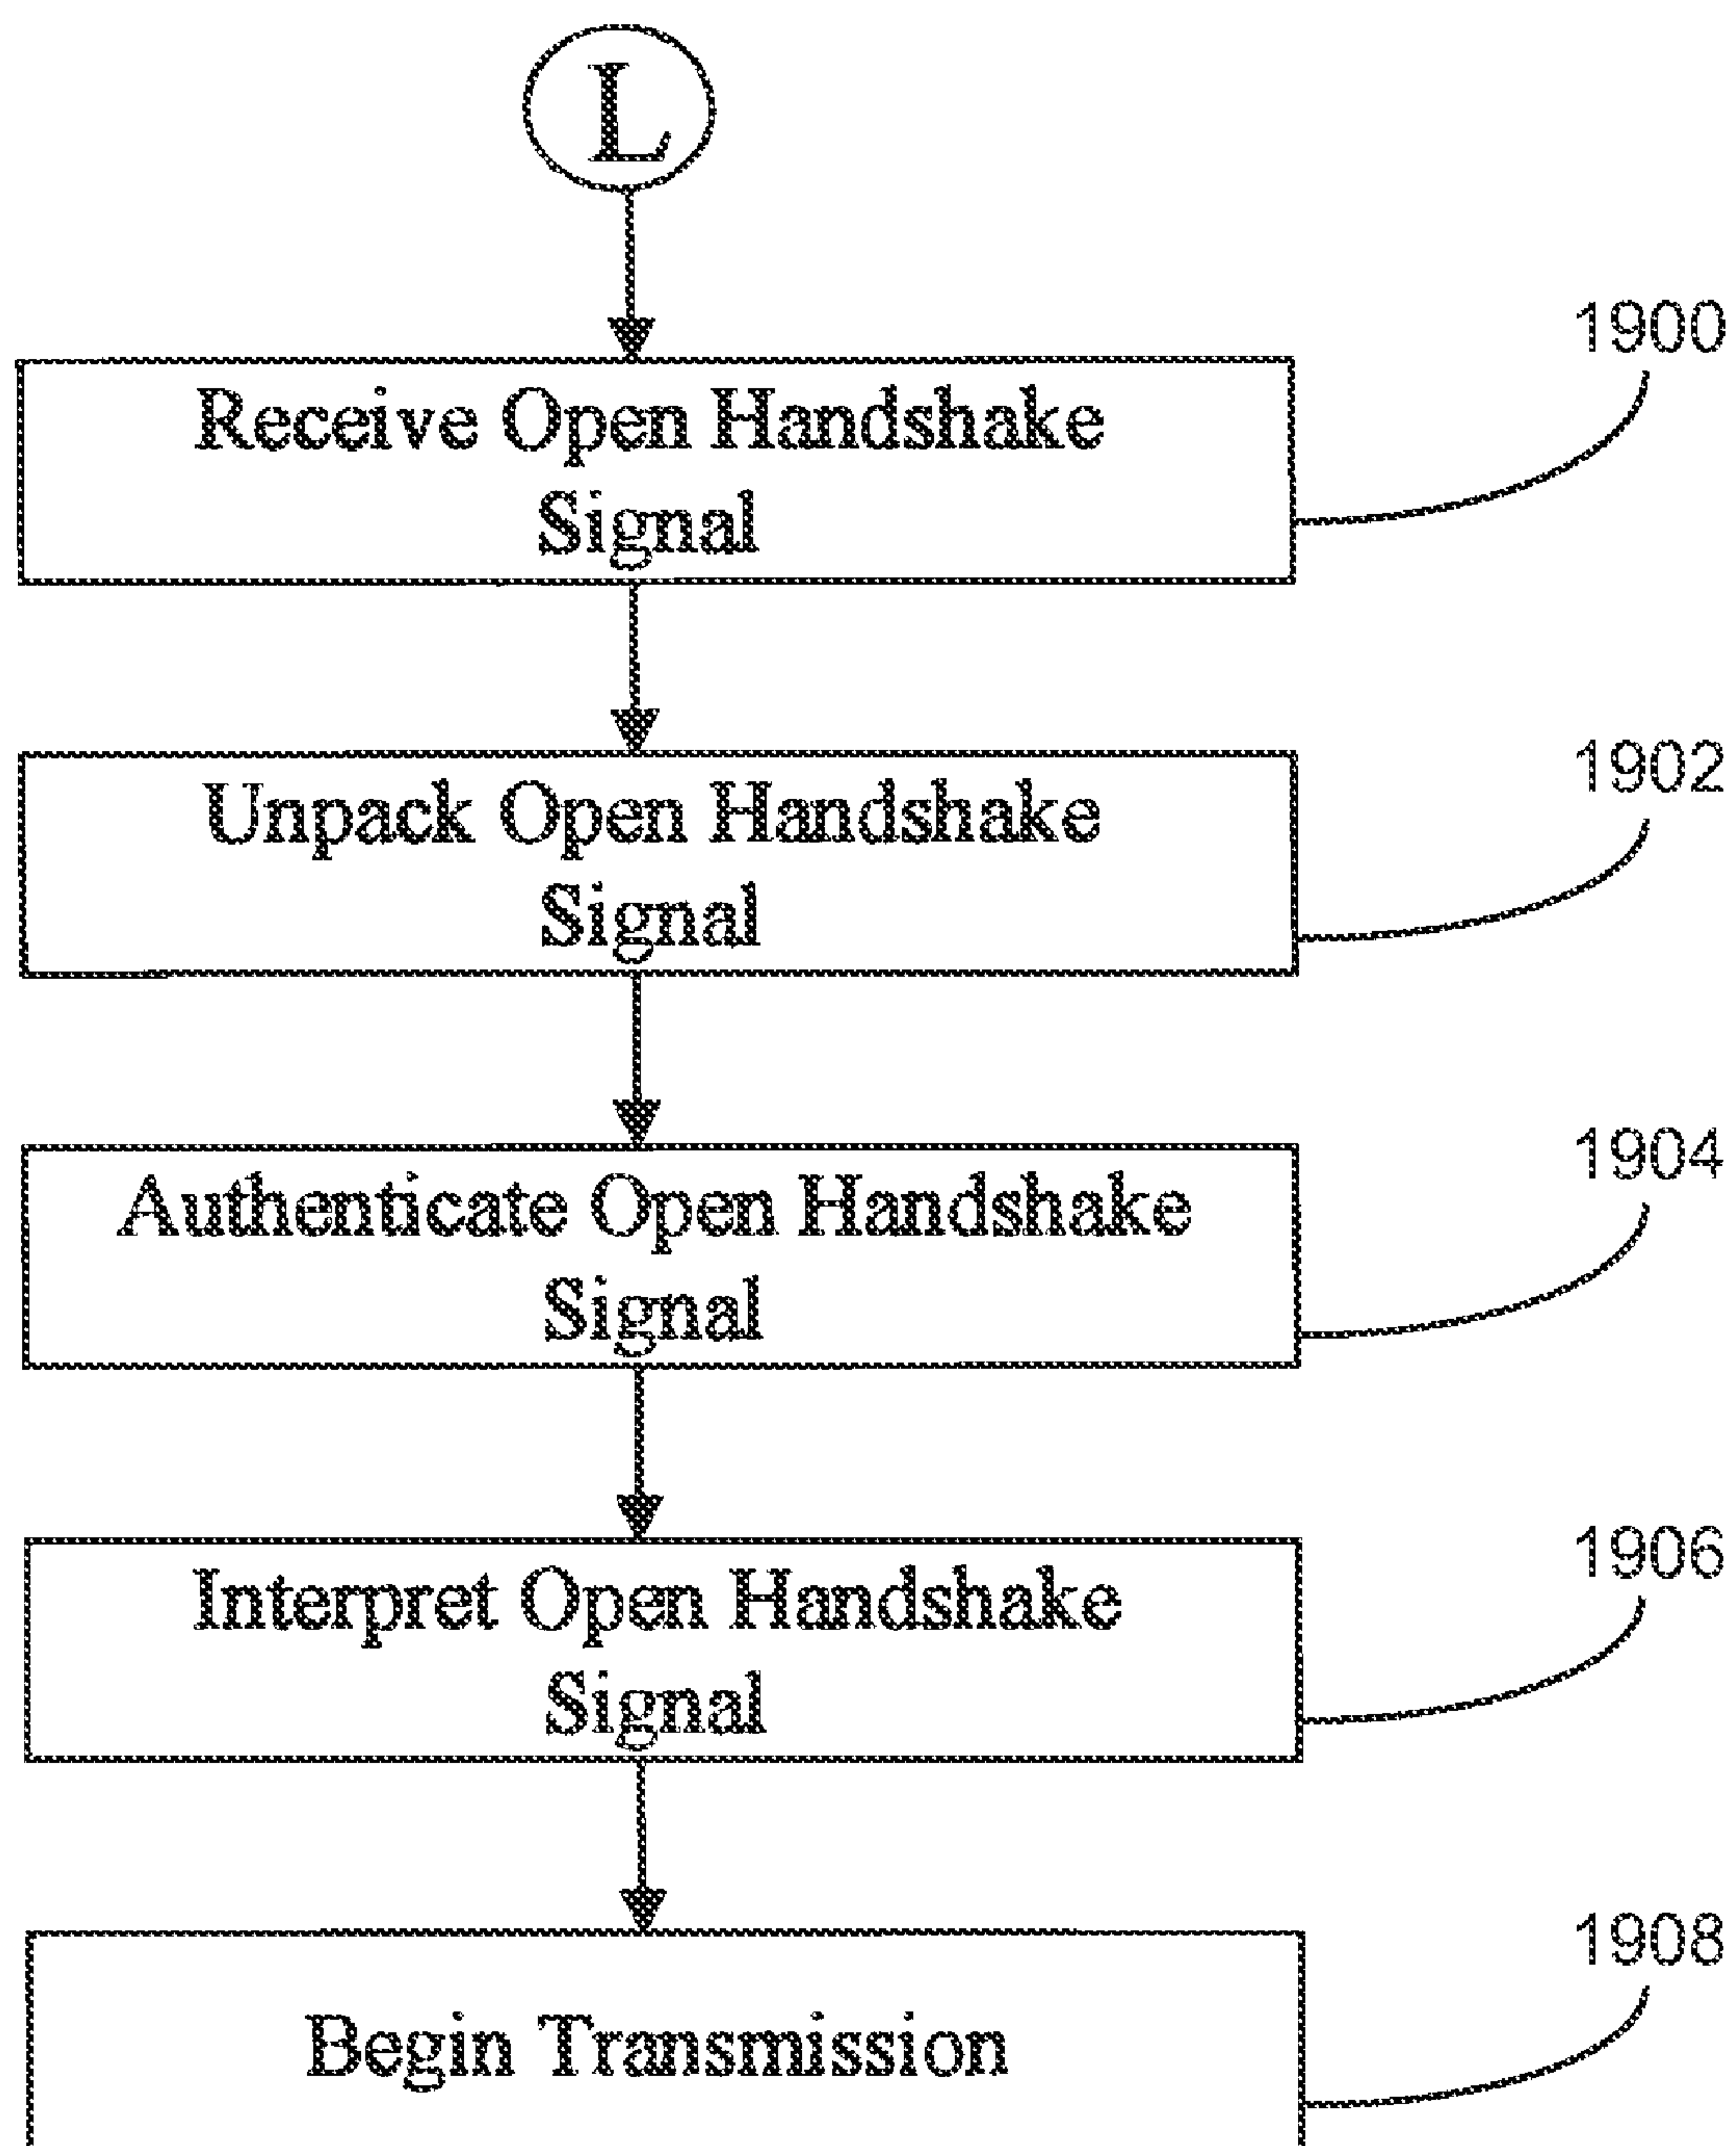 L
1900
Receive Open Handshake
Signal
1902
Unpack Open Handshake
Signal
1904
Authenticate Open Handshake
Signal
1906
Interpret Open Handshake
Signal
1908
Begin Transmission